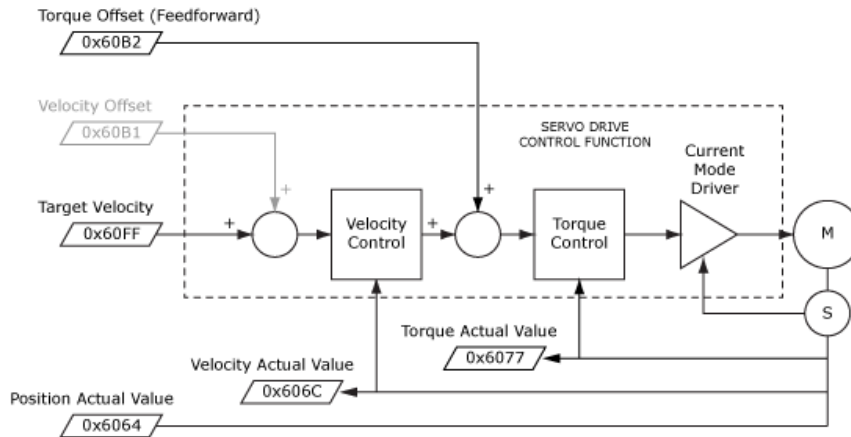 Torque Offset (Feedforward)
0x60B2
Velocity Offset
0x60B1
SERVO DRIVE
CONTROL FUNCTION
Current
Mode
Driver
+
+
Target Velocity
0x60FF
+
Velocity
Control
+
Torque
Control
M
S
Torque Actual Value
0x6077
Velocity Actual Value
0x606C
Position Actual Value
0x6064